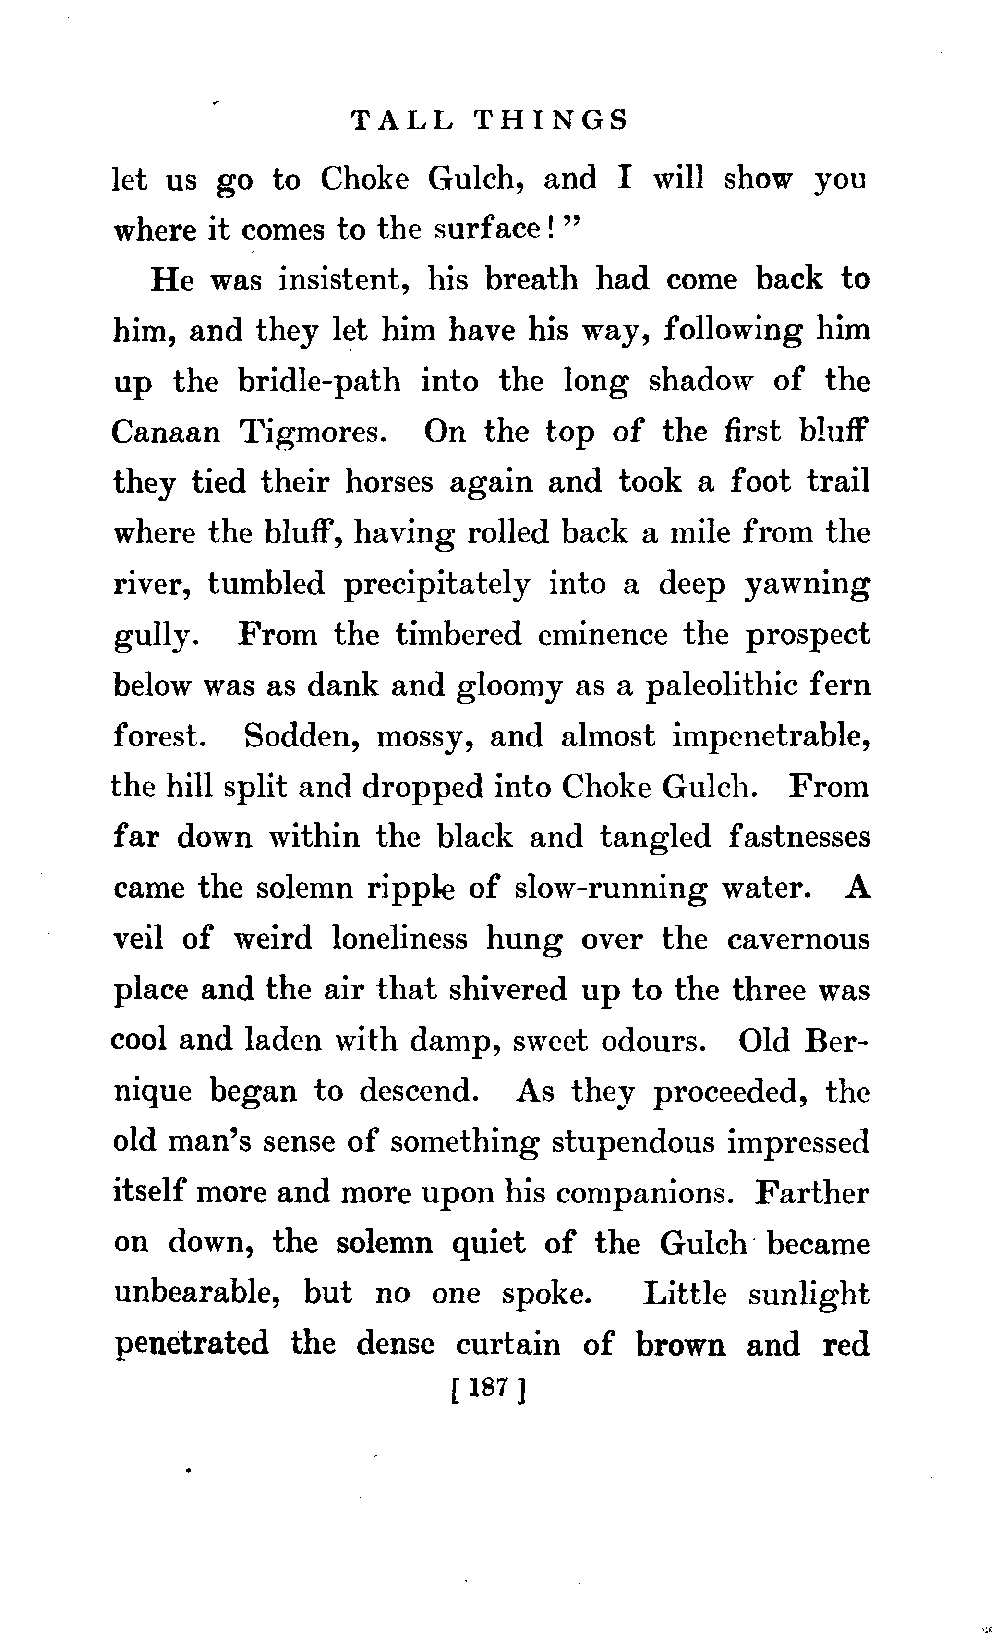 TALL THINGS
let us go to Choke Gulch, and I will show you
where it comes to the surface!”
He was insistent, his breath had come back to
him, and they let him have his way, following him
up the bridle-path into the long shadow of the
Canaan Tigmores. On the top of the first bluff
they tied their horses again and took a foot trail
where the bluff, having rolled back a mile from the
river, tumbled precipitately into a deep yawning
gully. From the timbered eminence the prospect
below was as dank and gloomy as a paleolithic fern
forest. Sodden, mossy, and almost impenetrable,
the hill split and dropped into Choke Gulch. From
far down within the black and tangled fastnesses
came the solemn ripple of slow-running water. A
veil of weird loneliness hung over the cavernous
place and the air that shivered up to the three was
cool and laden with damp, sweet odours. Old Ber-
nique began to descend. As they proceeded, the
old man’s sense of something stupendous impressed
itself more and more upon his companions. Farther
on down, the solemn quiet of the Gulch became
unbearable, but no one spoke. Little sunlight
penetrated the dense curtain of brown and red
[ 187 ]